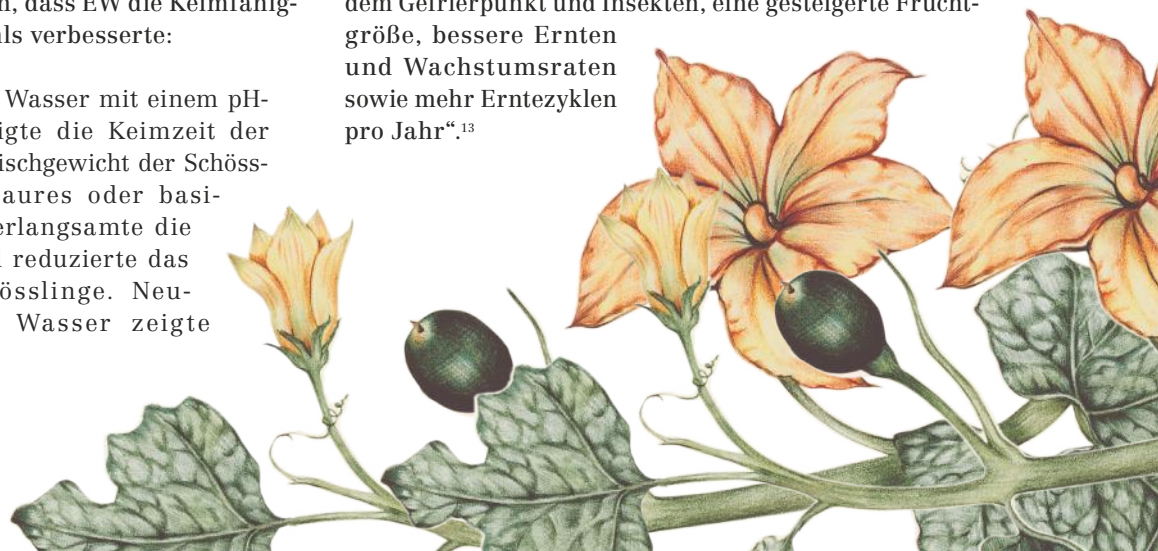 dass EW die Keimfähig-
ls verbesserte:
Wasser mit einem pH-
igte die Keimzeit der
ischgewicht der Schöss-
aures oder basi-
erlangsamte die
reduzierte das
össlinge. Neu-
Wasser zeigte
dem Gefrierpunkt und Insekten, eine gesteigerte Frucht-
größe, bessere Ernten
und Wachstumsraten
sowie mehr Erntezyklen
pro Jahr“.¹³